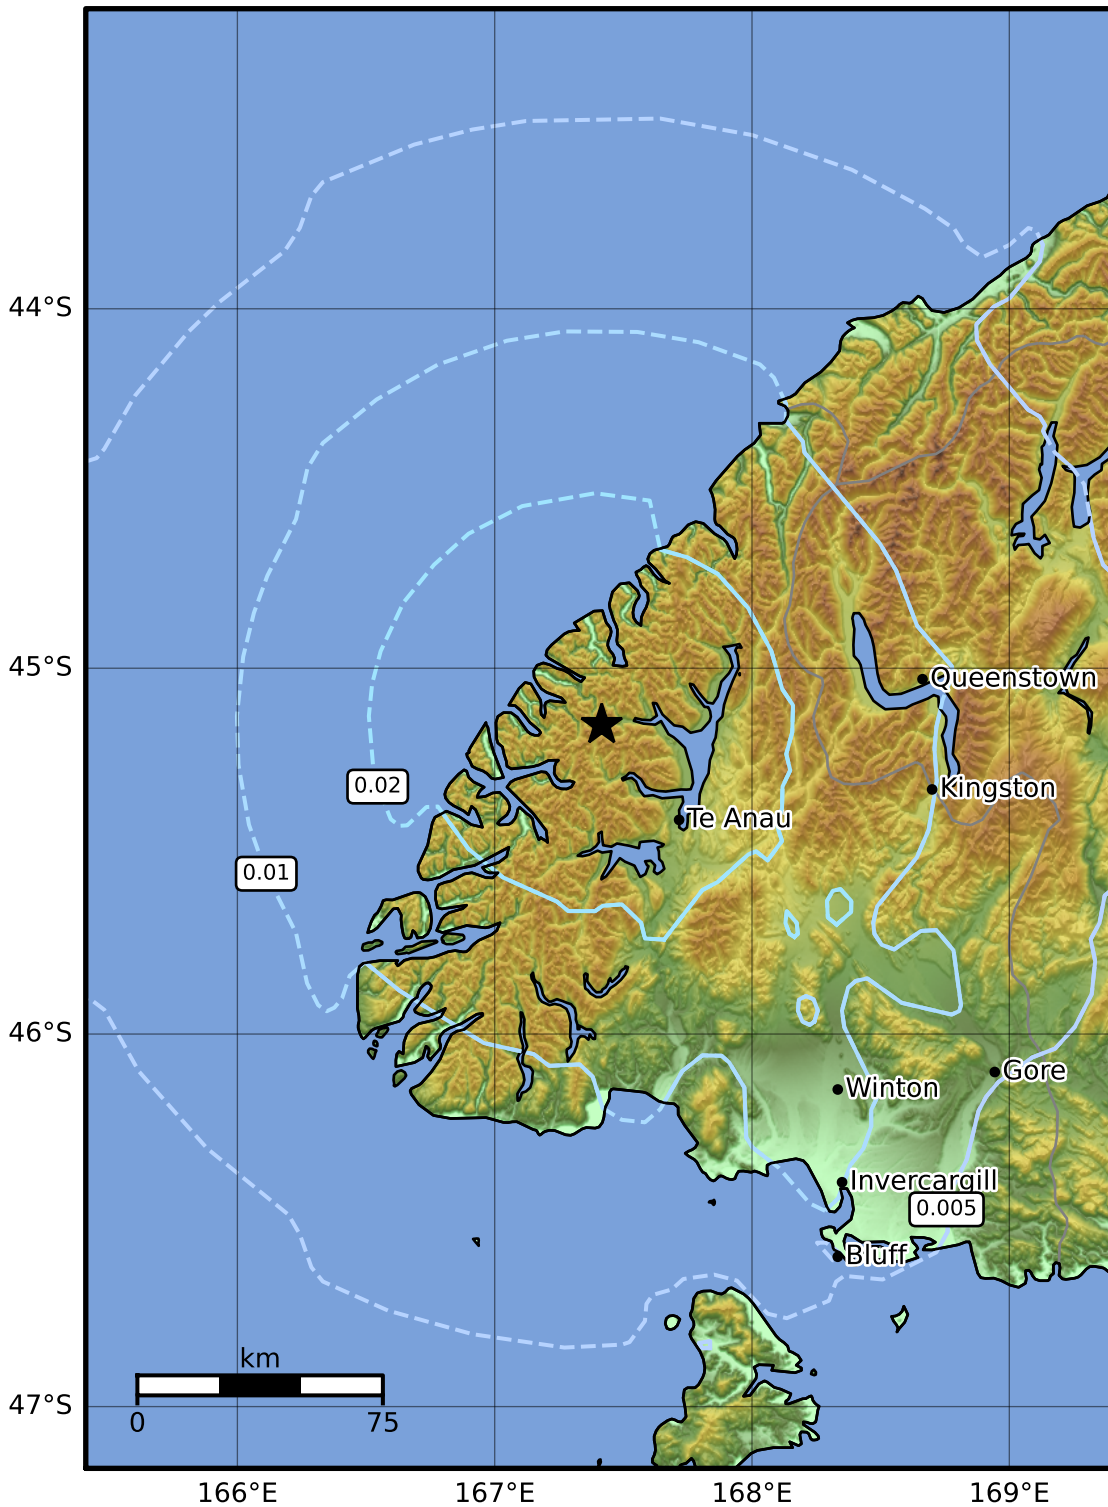 44°S
45°S
Queenstown
0.02
Kingston
Te Anau
0.01
46°S
Gore
Winton
Invercargill
0.005
Bluff
km
0 75
47°S
166°E 167°E 168°E 169°E